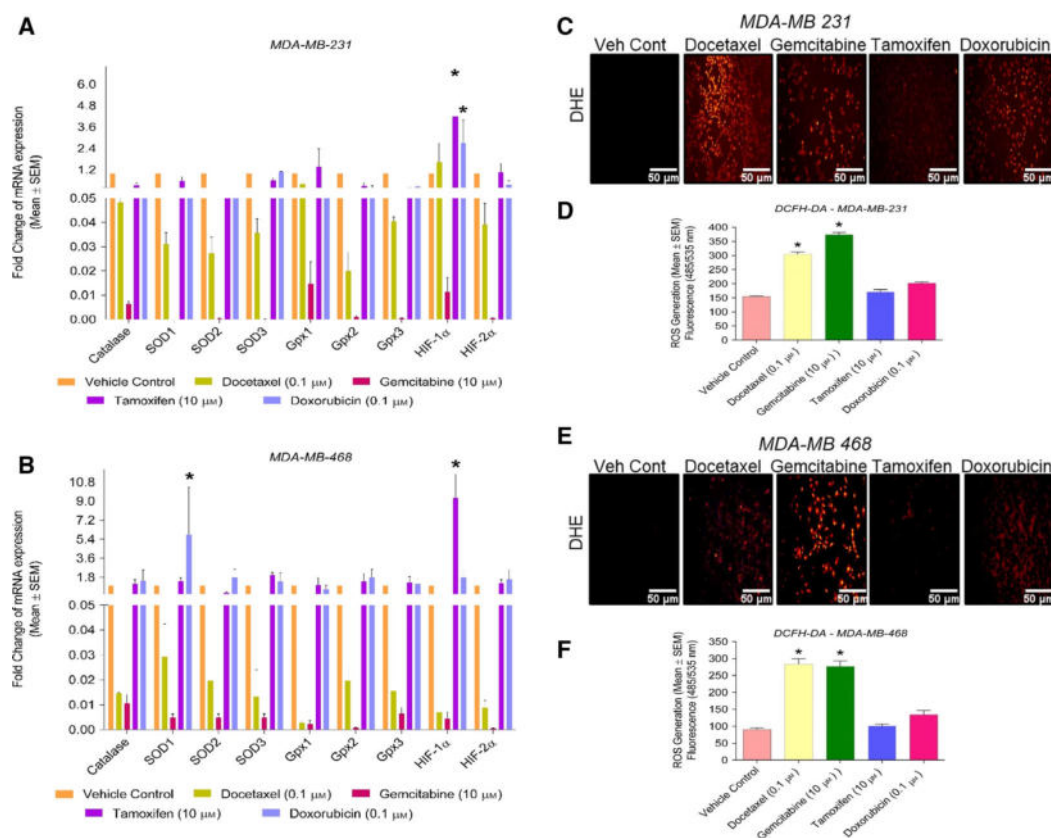 A
MDA-MB-231
Fold Change of mRNA expression
(Mean ± SEM)
6.0
4.8
3.6
2.4
1.2
0.05
0.04
0.03
0.02
0.01
0.00
* *
Catalase SOD1 SOD2 SOD3 Gpx1 Gpx2 Gpx3 HIF-1α HIF-2α
Vehicle Control Docetaxel (0.1 μM) Gemcitabine (10 μM)
Tamoxifen (10 μM) Doxorubicin (0.1 μM)
B
MDA-MB-468
Fold Change of mRNA expression
(Mean ± SEM)
10.8
9.0
7.2
5.4
3.6
1.8
0.05
0.04
0.03
0.02
0.01
0.00
* *
Catalase SOD1 SOD2 SOD3 Gpx1 Gpx2 Gpx3 HIF-1α HIF-2α
Vehicle Control Docetaxel (0.1 μM) Gemcitabine (10 μM)
Tamoxifen (10 μM) Doxorubicin (0.1 μM)
C
MDA-MB 231
Veh Cont Docetaxel Gemcitabine Tamoxifen Doxorubicin
DHE
50 μm 50 μm 50 μm 50 μm 50 μm
D
DCFH-DA - MDA-MB-231
ROS Generation (Mean ± SEM)
Fluorescence (485/535 nm)
400
350
300
250
200
150
100
50
0
* *
Vehicle Control Docetaxel (0.1 μM) Gemcitabine (10 μM)) Tamoxifen (10 μM) Doxorubicin (0.1 μM)
E
MDA-MB 468
Veh Cont Docetaxel Gemcitabine Tamoxifen Doxorubicin
DHE
50 μm 50 μm 50 μm 50 μm 50 μm
F
DCFH-DA - MDA-MB-468
ROS Generation (Mean ± SEM)
Fluorescence (485/535 nm)
350
300
250
200
150
100
50
0
* *
Vehicle Control Docetaxel (0.1 μM) Gemcitabine (10 μM)) Tamoxifen (10 μM) Doxorubicin (0.1 μM)